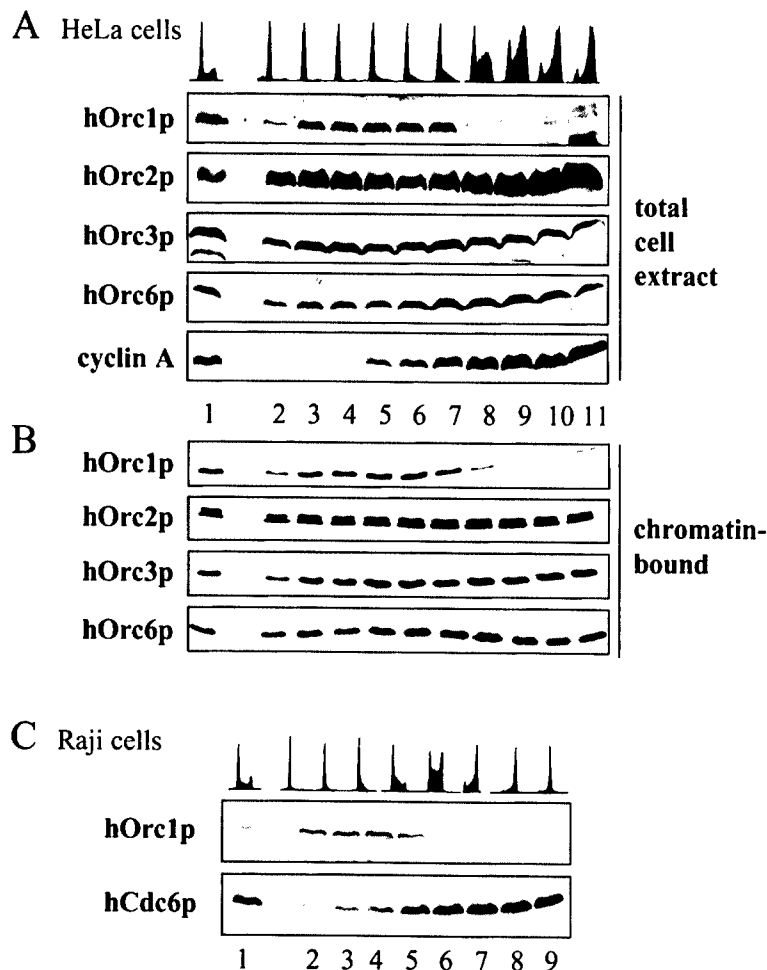 A HeLa cells
hOrc1p
hOrc2p
hOrc3p
hOrc6p
cyclin A
total
cell
extract
1 2 3 4 5 6 7 8 9 10 11
B
hOrc1p
hOrc2p
hOrc3p
hOrc6p
chromatin-
bound
C Raji cells
hOrc1p
hCdc6p
1 2 3 4 5 6 7 8 9